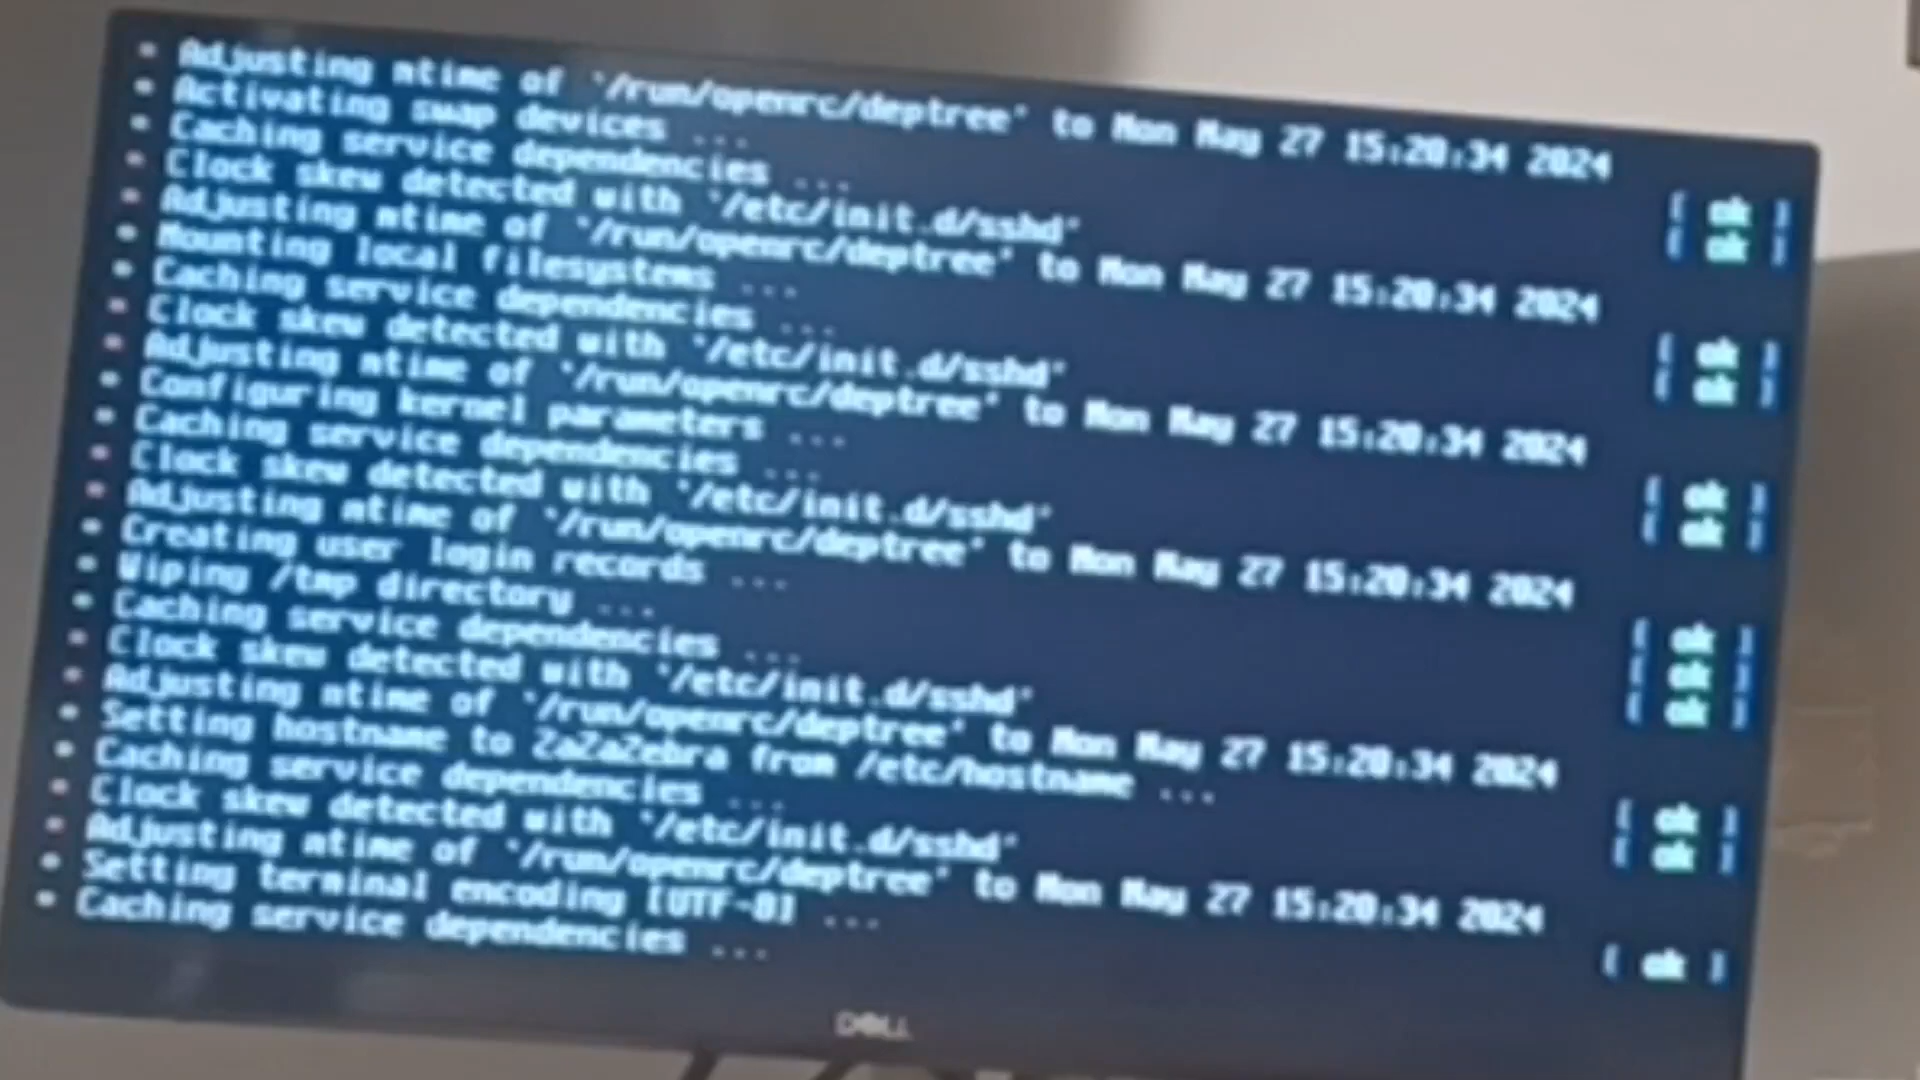 * Adjusting mtime of '/run/openrc/deptree' to Mon May 27 15:20:34 2024
* Activating swap devices ... [ ok ]
* Caching service dependencies ... [ ok ]
* Clock skew detected with '/etc/init.d/sshd'
* Adjusting mtime of '/run/openrc/deptree' to Mon May 27 15:20:34 2024
* Mounting local filesystems ... [ ok ]
* Caching service dependencies ... [ ok ]
* Clock skew detected with '/etc/init.d/sshd'
* Adjusting mtime of '/run/openrc/deptree' to Mon May 27 15:20:34 2024
* Configuring kernel parameters ... [ ok ]
* Caching service dependencies ... [ ok ]
* Clock skew detected with '/etc/init.d/sshd'
* Adjusting mtime of '/run/openrc/deptree' to Mon May 27 15:20:34 2024
* Creating user login records ... [ ok ]
* Wiping /tmp directory ... [ ok ]
* Caching service dependencies ... [ ok ]
* Clock skew detected with '/etc/init.d/sshd'
* Adjusting mtime of '/run/openrc/deptree' to Mon May 27 15:20:34 2024
* Setting hostname to ZaZaZebra from /etc/hostname ... [ ok ]
* Caching service dependencies ... [ ok ]
* Clock skew detected with '/etc/init.d/sshd'
* Adjusting mtime of '/run/openrc/deptree' to Mon May 27 15:20:34 2024
* Setting terminal encoding [UTF-8] ... [ ok ]
* Caching service dependencies ...
DELL